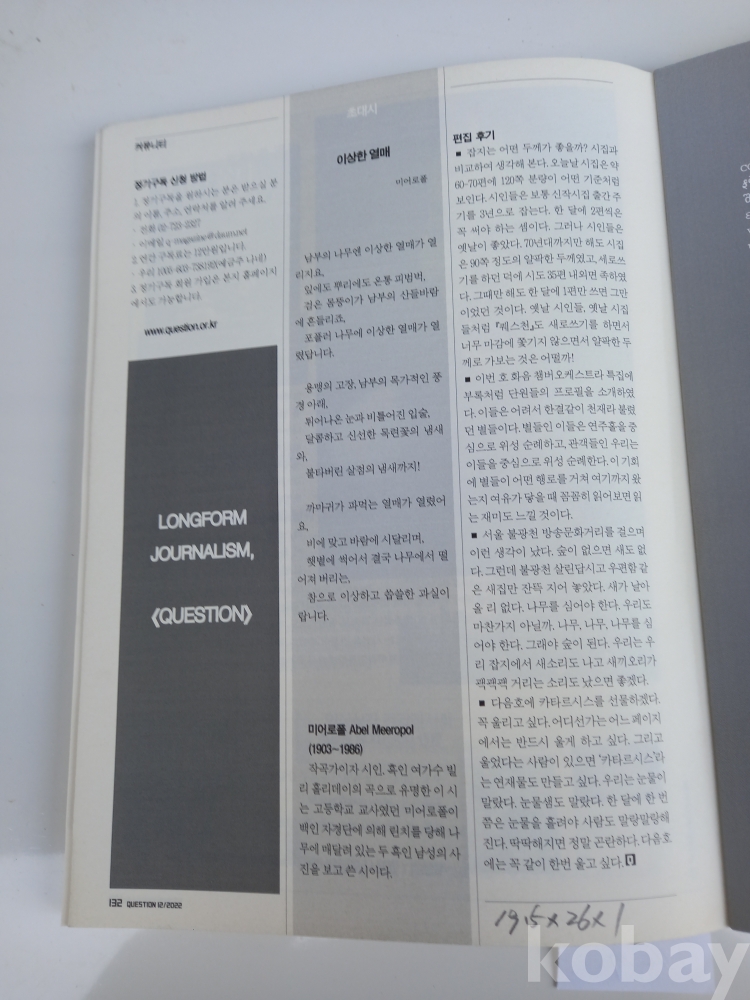 커뮤니티
정기구독 신청 방법
1. 정기구독을 원하시는 분은 받으실 분
의 이름, 주소, 연락처를 알려 주세요.
- 전화 02-723-2327
- 이메일 q-magazine@daum.net
2. 연간 구독료는 12만원입니다.
- 우리 1005-603-738193(예금주 나녜)
3. 정기구독 회원 가입은 본지 홈페이지
에서도 가능합니다.
www.question.or.kr
LONGFORM
JOURNALISM,
《QUESTION》
132 QUESTION 12/2022
초대시
이상한 열매
미어로폴
남부의 나무엔 이상한 열매가 열
리지요.
잎에도 뿌리에도 온통 피범벅,
검은 몸뚱이가 남부의 산들바람
에 흔들리죠.
포플러 나무에 이상한 열매가 열
렸답니다.
용맹의 고장, 남부의 목가적인 풍
경 아래,
튀어나온 눈과 비틀어진 입술,
달콤하고 신선한 목련꽃의 냄새
와,
불타버린 살점의 냄새까지!
까마귀가 파먹는 열매가 열렸어
요,
비에 맞고 바람에 시달리며,
햇볕에 썩어서 결국 나무에서 떨
어져 버리는,
참으로 이상하고 씁쓸한 과실이
랍니다.
미어로폴 Abel Meeropol
(1903~1986)
작곡가이자 시인. 흑인 여가수 빌
리 홀리데이의 곡으로 유명한 이 시
는 고등학교 교사였던 미어로폴이
백인 자경단에 의해 린치를 당해 나
무에 매달려 있는 두 흑인 남성의 사
진을 보고 쓴 시이다.
편집 후기
■ 잡지는 어떤 두께가 좋을까? 시집과
비교하여 생각해 본다. 오늘날 시집은 약
60-70편에 120쪽 분량이 어떤 기준처럼
보인다. 시인들은 보통 신작시집 출간 주
기를 3년으로 잡는다. 한 달에 2편씩은
꼭 써야 하는 셈이다. 그러나 시인들은
옛날이 좋았다. 70년대까지만 해도 시집
은 90쪽 정도의 얄팍한 두께였고, 세로쓰
기를 하던 덕에 시도 35편 내외면 족하였
다. 그때만 해도 한 달에 1편만 쓰면 그만
이었던 것이다. 옛날 시인들, 옛날 시집
들처럼 『퀘스천』도 새로쓰기를 하면서
너무 마감에 쫓기지 않으면서 얄팍한 두
께로 가보는 것은 어떨까!
■ 이번 호 화음 챔버오케스트라 특집에
부록처럼 단원들의 프로필을 소개하였
다. 이들은 어려서 한결같이 천재라 불렸
던 별들이다. 별들인 이들은 연주홀을 중
심으로 위성 순례하고, 관객들인 우리는
이들을 중심으로 위성 순례한다. 이 기회
에 별들이 어떤 행로를 거쳐 여기까지 왔
는지 여유가 닿을 때 꼼꼼히 읽어보면 읽
는 재미도 느낄 것이다.
■ 서울 불광천 방송문화거리를 걸으며
이런 생각이 났다. 숲이 없으면 새도 없
다. 그런데 불광천 살린답시고 우편함 같
은 새집만 잔뜩 지어 놓았다. 새가 날아
올 리 없다. 나무를 심어야 한다. 우리도
마찬가지 아닐까. 나무, 나무, 나무를 심
어야 한다. 그래야 숲이 된다. 우리는 우
리 잡지에서 새소리도 나고 새끼오리가
꽥꽥꽥 거리는 소리도 났으면 좋겠다.
■ 다음호에 카타르시스를 선물하겠다.
꼭 울리고 싶다. 어디선가는 어느 페이지
에서는 반드시 울게 하고 싶다. 그리고
울었다는 사람이 있으면 '카타르시스'라
는 연재물도 만들고 싶다. 우리는 눈물이
말랐다. 눈물샘도 말랐다. 한 달에 한 번
쯤은 눈물을 흘려야 사람도 말랑말랑해
진다. 딱딱해지면 정말 곤란하다. 다음호
에는 꼭 같이 한번 울고 싶다.
19.5×26×1
kobay